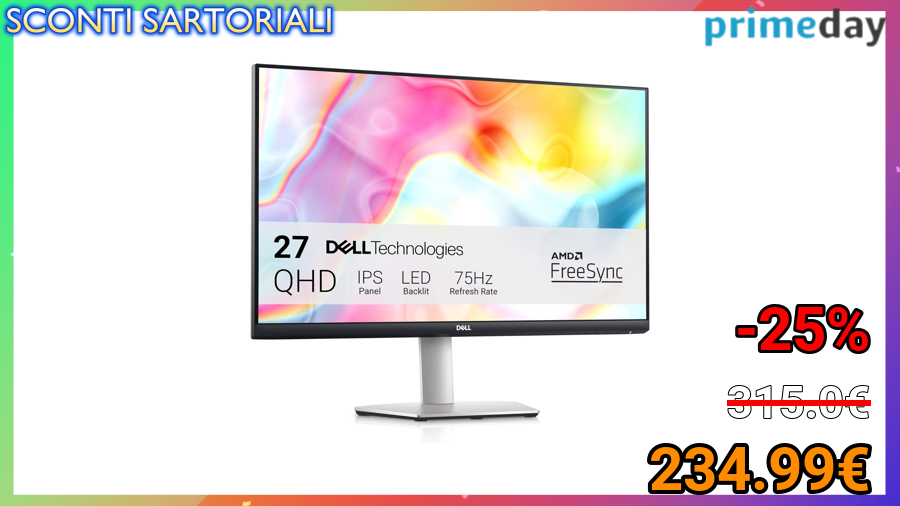 SCONTI SARTORIALI
primeday
27 DELL Technologies
QHD IPS Panel LED Backlit 75Hz Refresh Rate
AMD FreeSync
DELL
-25%
315.0€
234.99€